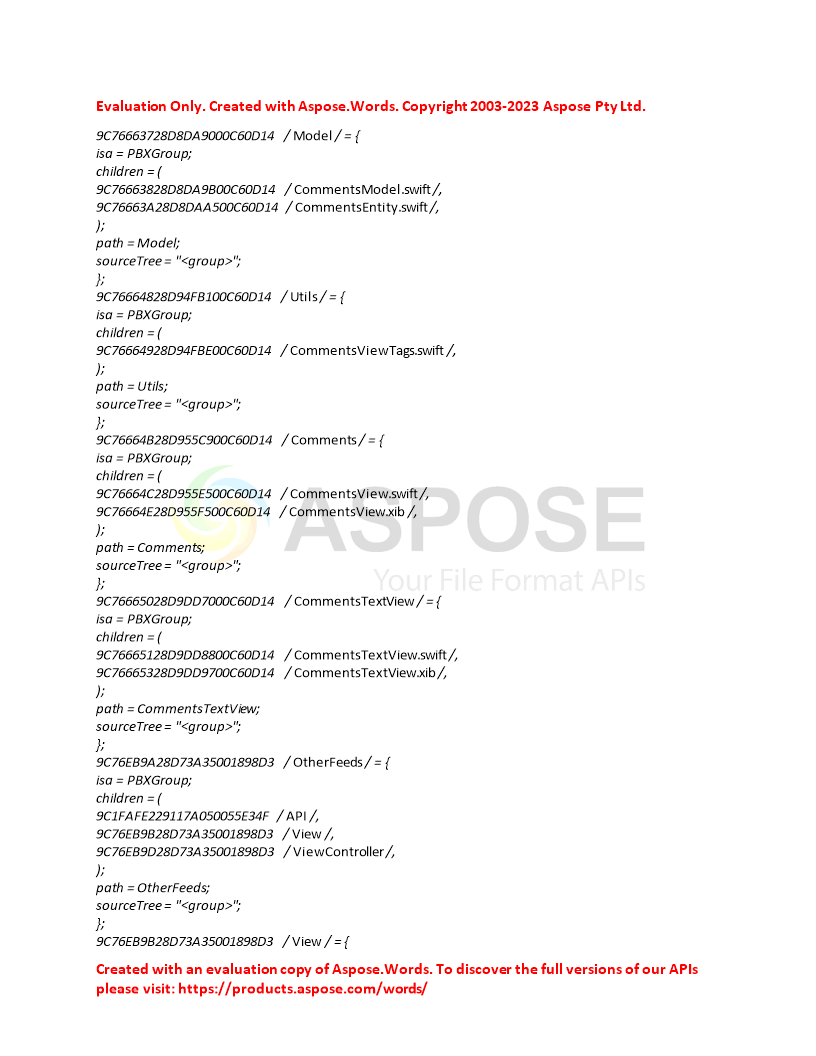 Evaluation Only. Created with Aspose.Words. Copyright 2003-2023 Aspose Pty Ltd.
9C76663728D8DA9000C60D14 / Model / = {
isa = PBXGroup;
children = (
9C76663828D8DA9B00C60D14 / CommentsModel.swift /,
9C76663A28D8DAA500C60D14 / CommentsEntity.swift /,
);
path = Model;
sourceTree = "<group>";
};
9C76664828D94FB100C60D14 / Utils / = {
isa = PBXGroup;
children = (
9C76664928D94FBE00C60D14 / CommentsViewTags.swift /,
);
path = Utils;
sourceTree = "<group>";
};
9C76664B28D955C900C60D14 / Comments / = {
isa = PBXGroup;
children = (
9C76664C28D955E500C60D14 / CommentsView.swift /,
9C76664E28D955F500C60D14 / CommentsView.xib /,
);
path = Comments;
sourceTree = "<group>";
};
ASPOSE
Your File Format APIs
9C76665028D9DD7000C60D14 / CommentsTextView / = {
isa = PBXGroup;
children = (
9C76665128D9DD8800C60D14 / CommentsTextView.swift /,
9C76665328D9DD9700C60D14 / CommentsTextView.xib /,
);
path = CommentsTextView;
sourceTree = "<group>";
};
9C76EB9A28D73A35001898D3 / OtherFeeds / = {
isa = PBXGroup;
children = (
9C1FAFE229117A050055E34F / API /,
9C76EB9B28D73A35001898D3 / View /,
9C76EB9D28D73A35001898D3 / ViewController /,
);
path = OtherFeeds;
sourceTree = "<group>";
};
9C76EB9B28D73A35001898D3 / View / = {
Created with an evaluation copy of Aspose.Words. To discover the full versions of our APIs
please visit: https://products.aspose.com/words/